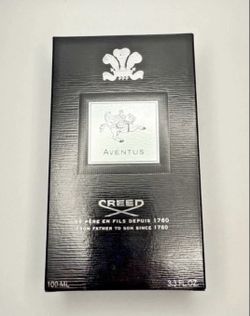 AVENTUS
CREED
DE PÈRE EN FILS DEPUIS 1760
FROM FATHER TO SON SINCE 1760
100 ML
3.3 FL OZ